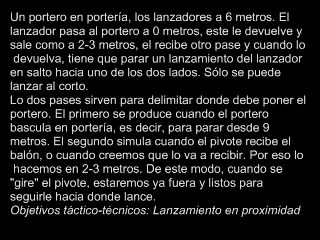 Un portero en portería, los lanzadores a 6 metros. El
lanzador pasa al portero a 0 metros, este le devuelve y
sale como a 2-3 metros, el recibe otro pase y cuando lo
devuelva, tiene que parar un lanzamiento del lanzador
en salto hacia uno de los dos lados. Sólo se puede
lanzar al corto.
Lo dos pases sirven para delimitar donde debe poner el
portero. El primero se produce cuando el portero
bascula en portería, es decir, para parar desde 9
metros. El segundo simula cuando el pivote recibe el
balón, o cuando creemos que lo va a recibir. Por eso lo
hacemos en 2-3 metros. De este modo, cuando se
"gire" el pivote, estaremos ya fuera y listos para
seguirle hacia donde lance.
Objetivos táctico-técnicos: Lanzamiento en proximidad